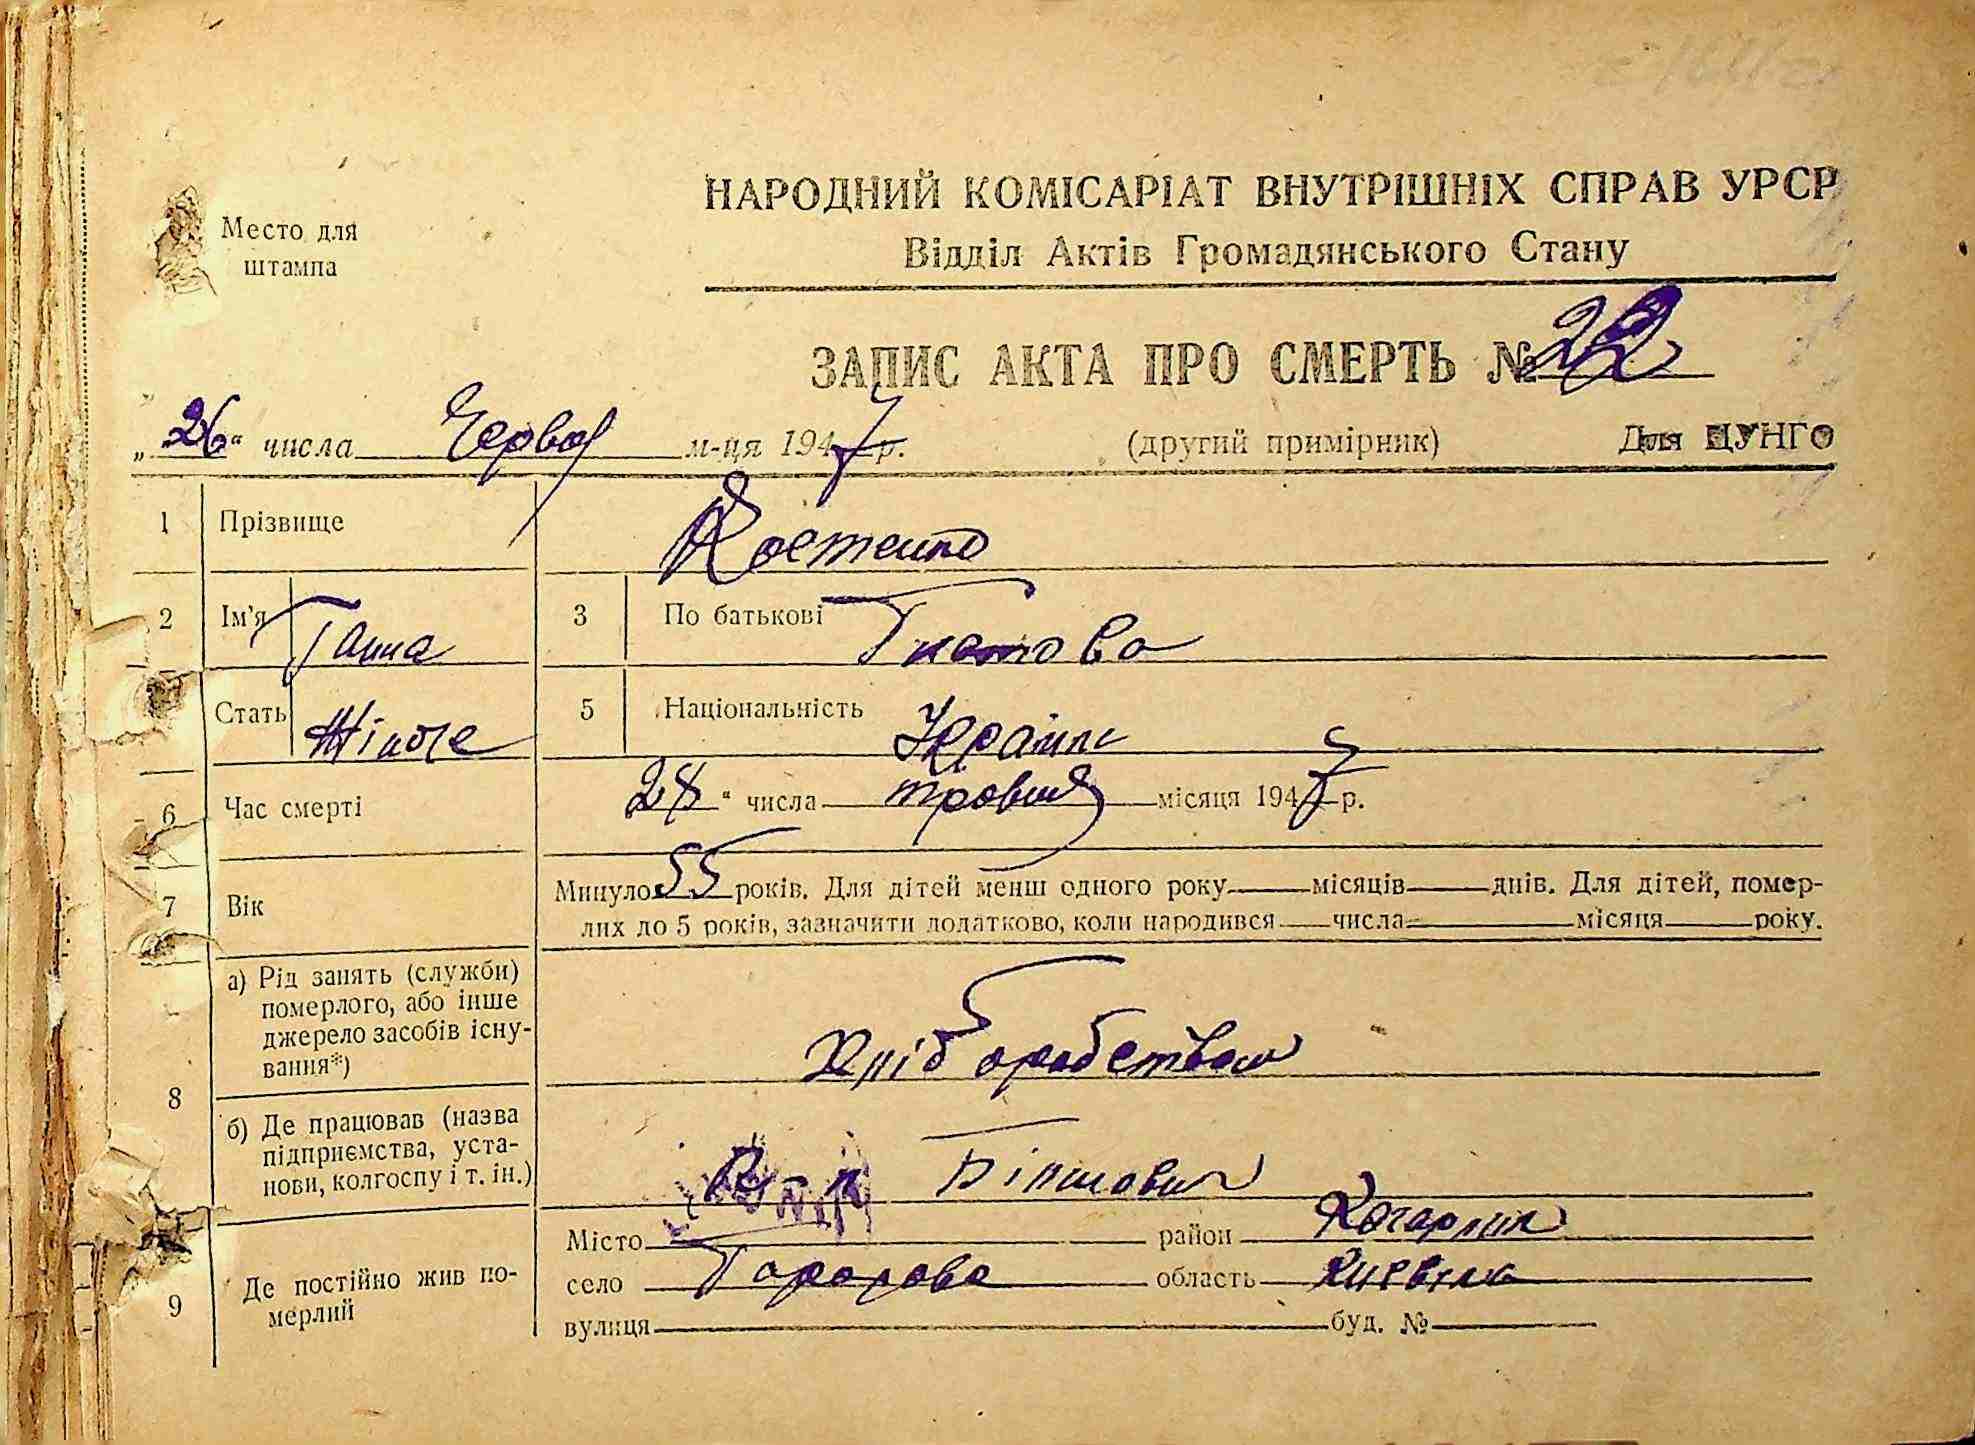 НАРОДНИЙ КОМІСАРІАТ ВНУТРІШНІХ СПРАВ УРСР
Відділ Актів Громадянського Стану
Место для
штампа
ЗАПИС АКТА ПРО СМЕРТЬ № 22
„26“ числа м-ця 1947 р. (другий примірник) Для ЦУНГО
1 Прізвище Костенко
2 Ім’я Ганна 3 По батькові
Стать Жіноче 5 Національність
6 Час смерті 28 “ числа травня місяця 1947 р.
7 Вік Минуло 55 років. Для дітей менш одного року місяців днів. Для дітей, помер-
лих до 5 років, зазначити додатково, коли народився числа місяця року.
8 а) Рід занять (служби)
померлого, або інше
джерело засобів існу-
вання*)
Хліборобством
б) Де працював (назва
підприємства, уста-
нови, колгоспу і т. ін.)
9 Де постійно жив по-
мерлий
Місто район Кагарлик
село область
вулиця буд. №